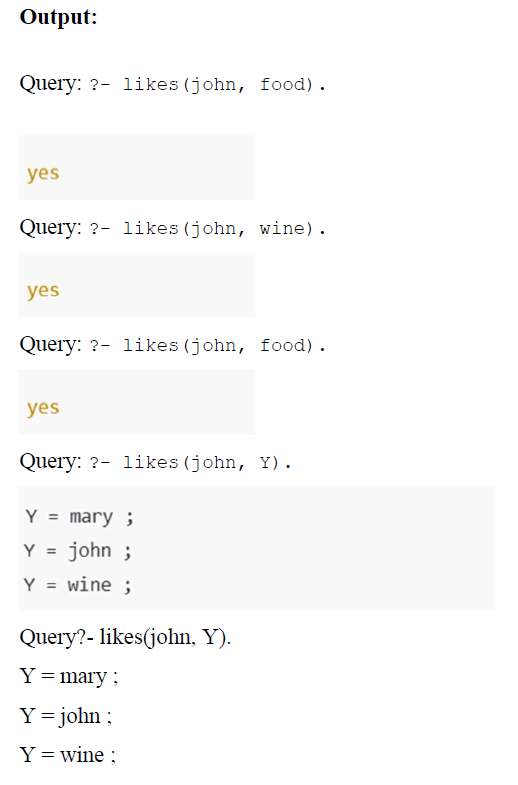 Output:
Query: ?- likes(john, food).
yes
Query: ?- likes(john, wine).
yes
Query: ?- likes(john, food).
yes
Query: ?- likes(john, Y).
Y = mary ;
Y = john ;
Y = wine ;
Query?- likes(john, Y).
Y = mary ;
Y = john ;
Y = wine ;